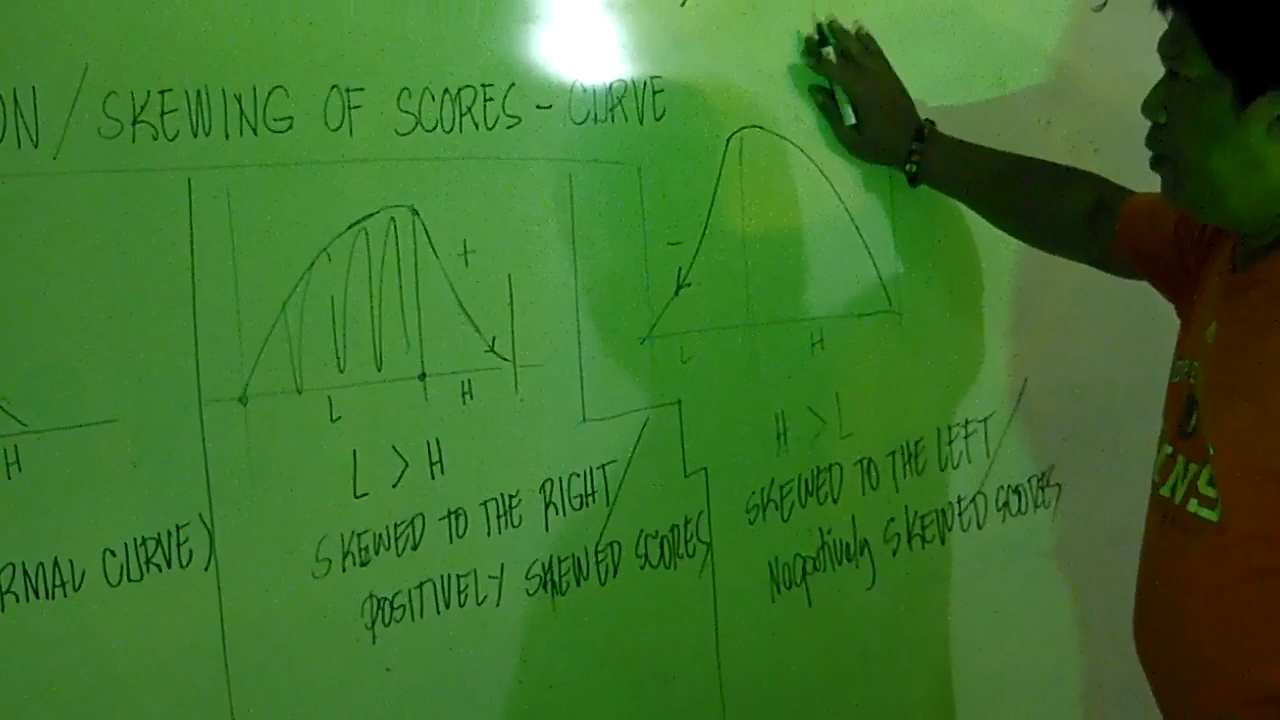 ON / SKEWING OF SCORES - CURVE
H
RMAL CURVE)
+
L H
L > H
SKEWED TO THE RIGHT /
POSITIVELY SKEWED SCORES
-
L H
H > L
SKEWED TO THE LEFT /
Negatively SKEWED SCORES